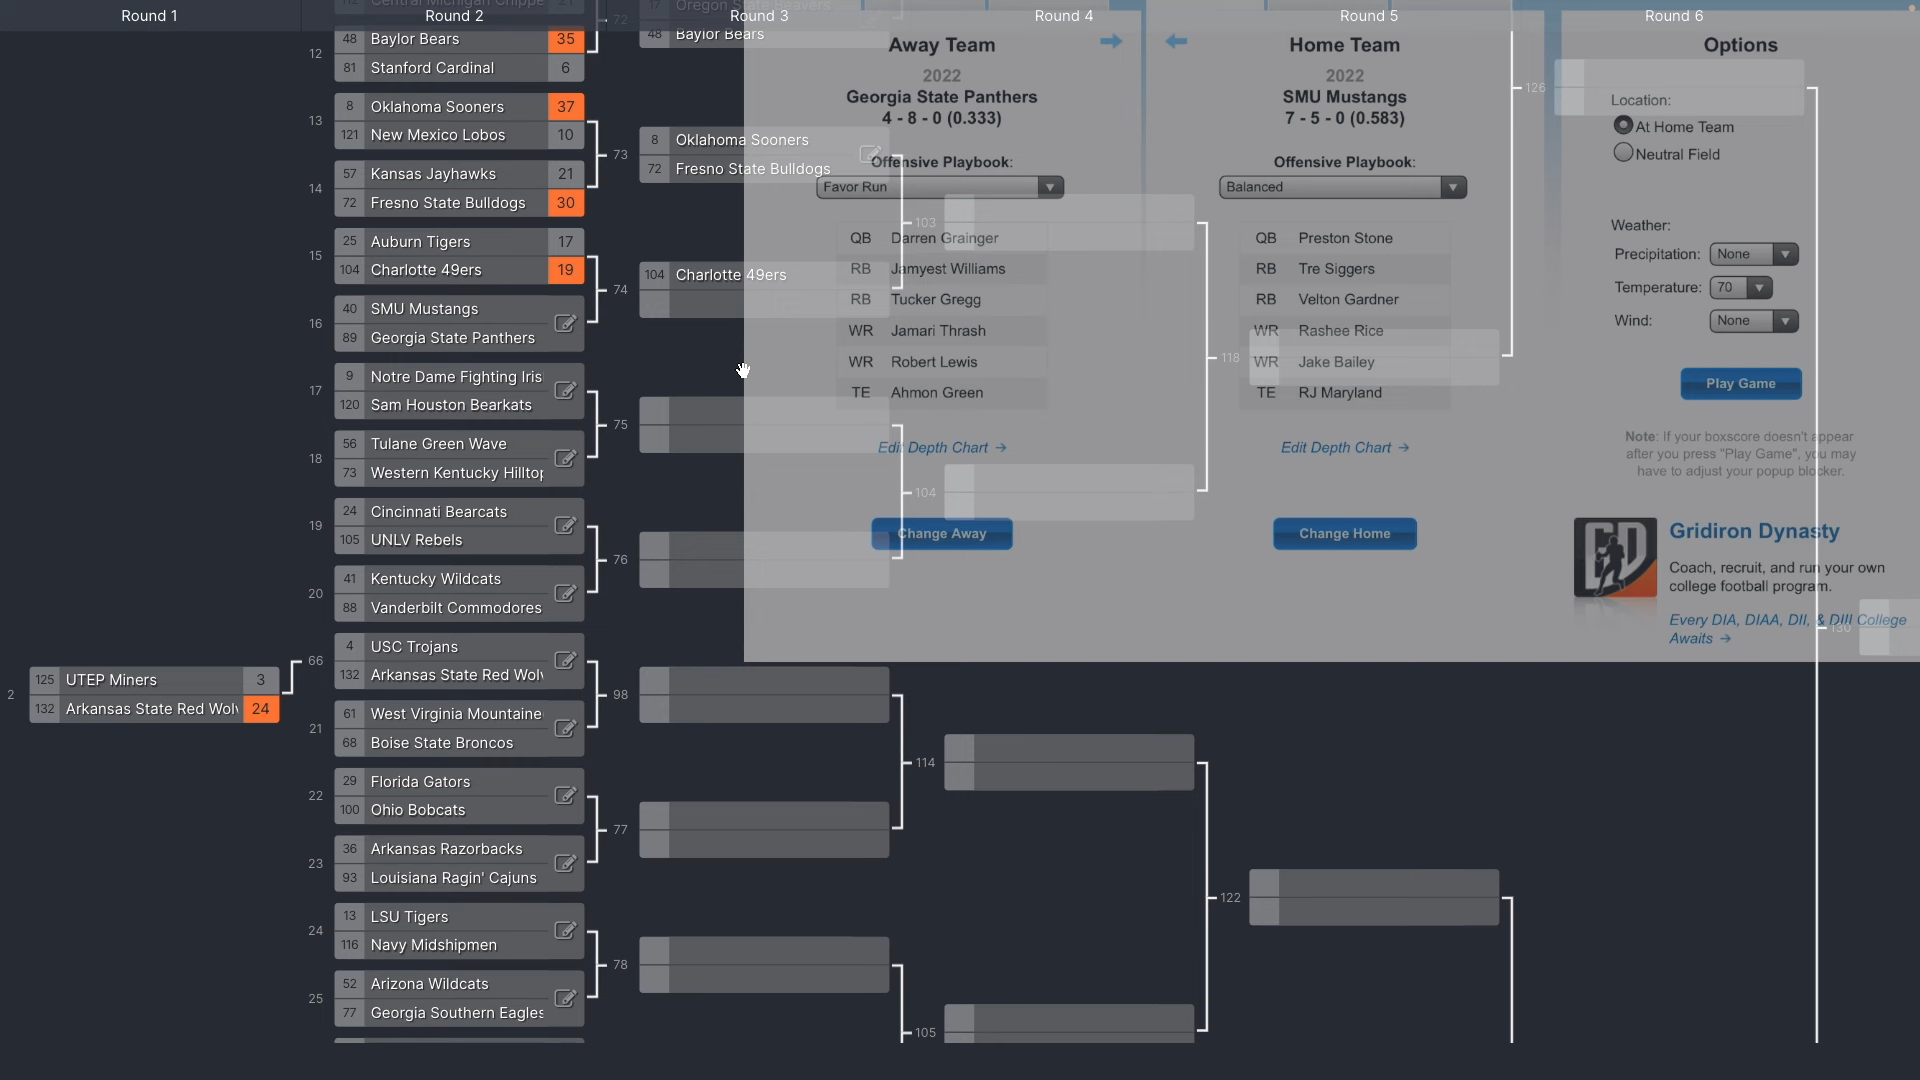 Round 1
Round 2
Round 3
Round 4
Round 5
Round 6
12
48 Baylor Bears 35
81 Stanford Cardinal 6
13
8 Oklahoma Sooners 37
121 New Mexico Lobos 10
14
57 Kansas Jayhawks 21
72 Fresno State Bulldogs 30
15
25 Auburn Tigers 17
104 Charlotte 49ers 19
16
40 SMU Mustangs
89 Georgia State Panthers
17
9 Notre Dame Fighting Iris
120 Sam Houston Bearkats
18
56 Tulane Green Wave
73 Western Kentucky Hilltop
19
24 Cincinnati Bearcats
105 UNLV Rebels
20
41 Kentucky Wildcats
88 Vanderbilt Commodores
2
125 UTEP Miners 3
132 Arkansas State Red Wolv 24
66
4 USC Trojans
132 Arkansas State Red Wolv
21
61 West Virginia Mountaine
68 Boise State Broncos
22
29 Florida Gators
100 Ohio Bobcats
23
36 Arkansas Razorbacks
93 Louisiana Ragin' Cajuns
24
13 LSU Tigers
116 Navy Midshipmen
25
52 Arizona Wildcats
77 Georgia Southern Eagles
72
17 Oregon State Beavers
48 Baylor Bears
73
8 Oklahoma Sooners
72 Fresno State Bulldogs
74
104 Charlotte 49ers
75
76
98
77
78
103
104
114
105
118
122
126
130
Away Team
2022
Georgia State Panthers
4 - 8 - 0 (0.333)
Offensive Playbook:
Favor Run
QB Darren Grainger
RB Jamyest Williams
RB Tucker Gregg
WR Jamari Thrash
WR Robert Lewis
TE Ahmon Green
Edit Depth Chart →
Change Away
Home Team
2022
SMU Mustangs
7 - 5 - 0 (0.583)
Offensive Playbook:
Balanced
QB Preston Stone
RB Tre Siggers
RB Velton Gardner
WR Rashee Rice
WR Jake Bailey
TE RJ Maryland
Edit Depth Chart →
Change Home
Options
Location:
At Home Team
Neutral Field
Weather:
Precipitation: None
Temperature: 70
Wind: None
Play Game
Note: If your boxscore doesn't appear
after you press "Play Game", you may
have to adjust your popup blocker.
GD
Gridiron Dynasty
Coach, recruit, and run your own
college football program.
Every DIA, DIAA, DII, & DIII College
Awaits →